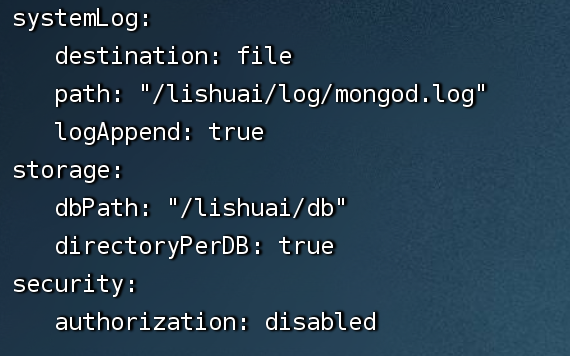 systemLog:
destination: file
path: "/lishuai/log/mongod.log"
logAppend: true
storage:
dbPath: "/lishuai/db"
directoryPerDB: true
security:
authorization: disabled